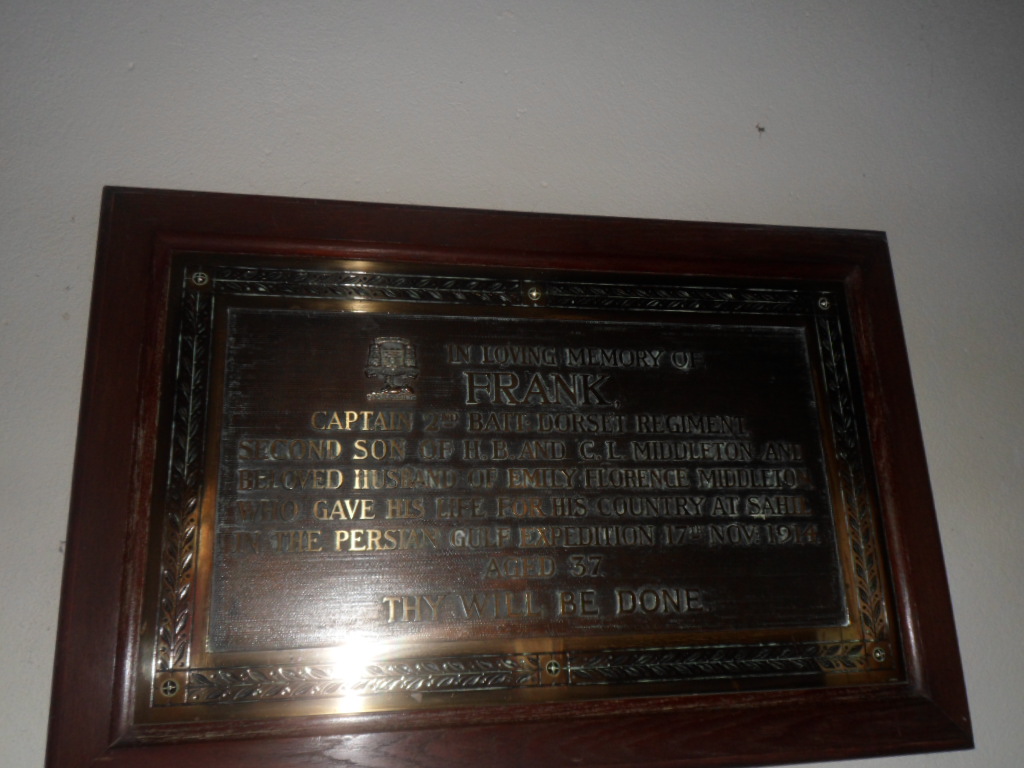 IN LOVING MEMORY OF
FRANK,
CAPTAIN 2ND BATT DORSET REGIMENT,
SECOND SON OF H.B. AND C.L. MIDDLETON AND
BELOVED HUSBAND OF EMILY FLORENCE MIDDLETON
WHO GAVE HIS LIFE FOR HIS COUNTRY AT SAHIL
IN THE PERSIAN GULF EXPEDITION 17TH NOV. 1914
AGED 37.
THY WILL BE DONE.